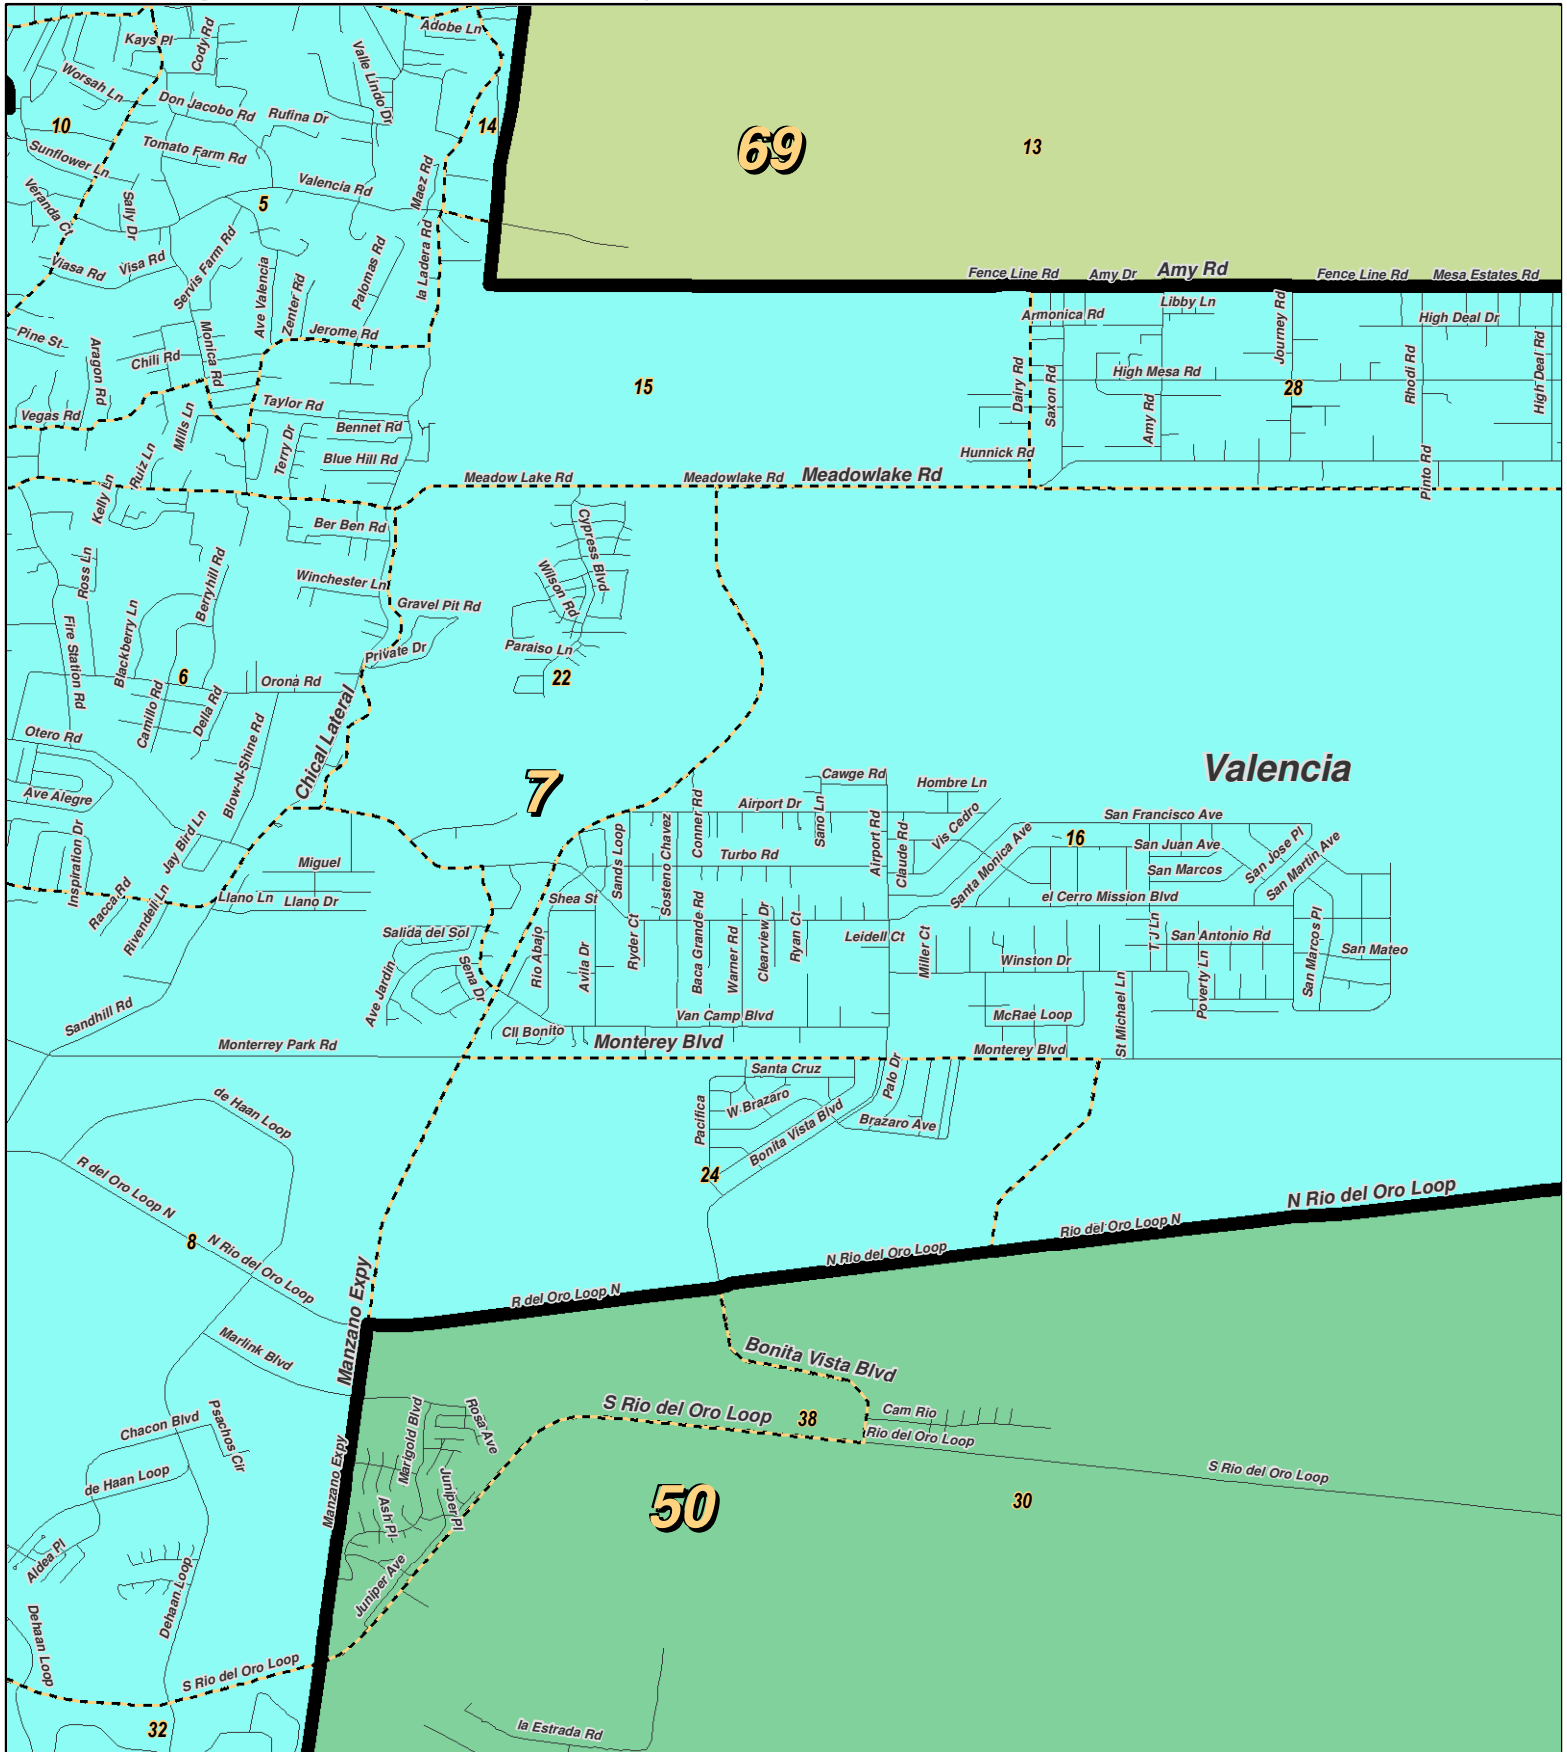 Adobe Ln
Kays Pl
Cody Rd
Valle Lindo Dr
Worsah Ln
Don Jacobo Rd
Rufina Dr
10
14
69
13
Sunflower Ln
Tomato Farm Rd
Valencia Rd
Maez Rd
Veranda Ct
Sally Dr
5
Viasa Rd
Visa Rd
Servis Farm Rd
Ave Valencia
Zenter Rd
Palomas Rd
la Ladera Rd
Fence Line Rd
Amy Dr
Amy Rd
Fence Line Rd
Mesa Estates Rd
Pine St
Aragon Rd
Chili Rd
Monica Rd
Jerome Rd
Armonica Rd
Libby Ln
Journey Rd
High Deal Dr
15
Dairy Rd
Saxon Rd
High Mesa Rd
28
Rhodi Rd
High Deal Rd
Vegas Rd
Mills Ln
Taylor Rd
Bennet Rd
Amy Rd
Ruiz Ln
Terry Dr
Blue Hill Rd
Hunnick Rd
Pinto Rd
Kelly Ln
Meadow Lake Rd
Meadowlake Rd
Meadowlake Rd
Ber Ben Rd
Cypress Blvd
Ross Ln
Berryhill Rd
Winchester Ln
Wilson Rd
Gravel Pit Rd
Fire Station Rd
Blackberry Ln
Private Dr
Paraiso Ln
6
22
Orona Rd
Camillo Rd
Della Rd
Otero Rd
Blow-N-Shine Rd
Chical Lateral
Valencia
7
Ave Alegre
Cawge Rd
Hombre Ln
Airport Dr
Sano Ln
Vis Cedro
San Francisco Ave
Inspiration Dr
Jay Bird Ln
Sands Loop
Sosteno Chavez
Conner Rd
Airport Rd
Claude Rd
Santa Monica Ave
16
San Juan Ave
San Jose Pl
San Martin Ave
Miguel
Turbo Rd
San Marcos
Racca Rd
Rivendell Ln
Llano Ln
Llano Dr
Shea St
el Cerro Mission Blvd
Salida del Sol
Rio Abajo
Avila Dr
Ryder Ct
Baca Grande Rd
Warner Rd
Clearview Dr
Ryan Ct
Leidell Ct
Miller Ct
T J Ln
San Antonio Rd
San Marcos Pl
San Mateo
Ave Jardin
Sena Dr
Winston Dr
St Michael Ln
Poverty Ln
Sandhill Rd
Cll Bonito
Van Camp Blvd
McRae Loop
Monterrey Park Rd
Monterey Blvd
Monterey Blvd
Santa Cruz
Palo Dr
de Haan Loop
Pacifica
W Brazaro
Bonita Vista Blvd
Brazaro Ave
R del Oro Loop N
24
8
N Rio del Oro Loop
N Rio del Oro Loop
Rio del Oro Loop N
N Rio del Oro Loop
R del Oro Loop N
Manzano Expy
Marlink Blvd
Bonita Vista Blvd
S Rio del Oro Loop
38
Cam Rio
Rio del Oro Loop
S Rio del Oro Loop
Chacon Blvd
Psachos Cir
Marigold Blvd
Rosa Ave
de Haan Loop
Manzano Expy
Ash Pl
Juniper Pl
50
30
Aldea Pl
Juniper Ave
Dehaan Loop
Dehaan Loop
S Rio del Oro Loop
32
la Estrada Rd